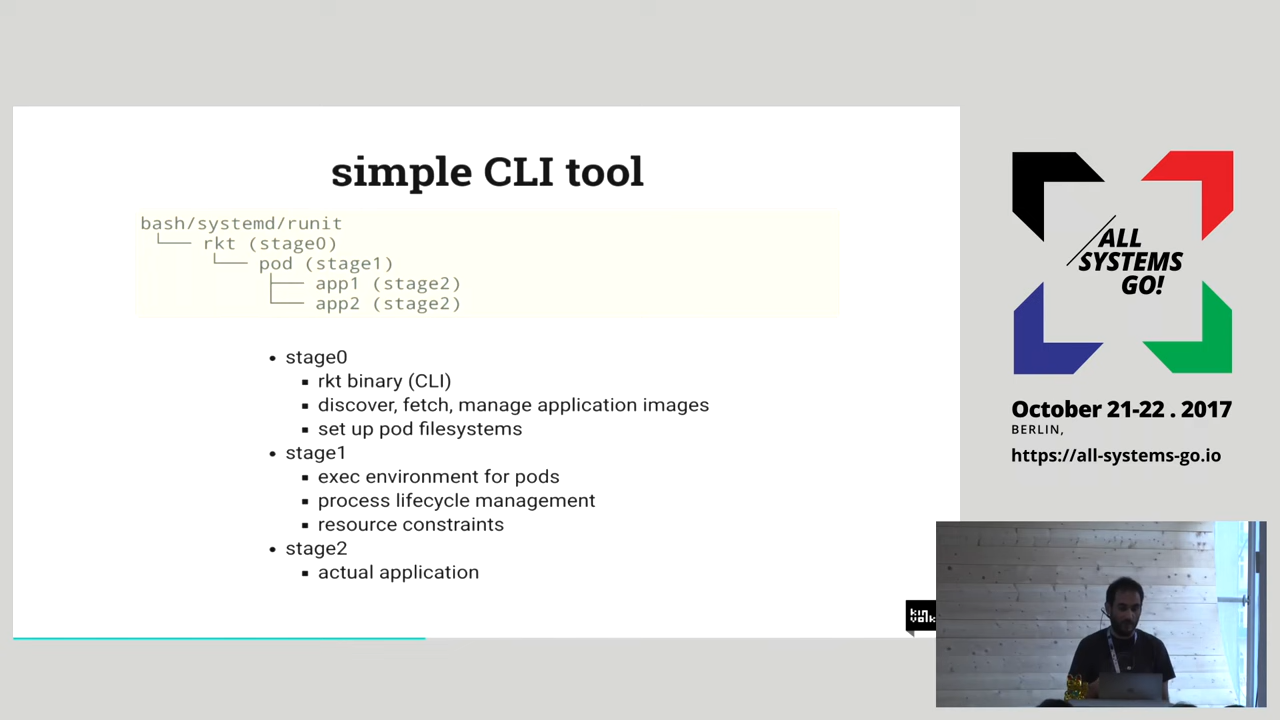 simple CLI tool
bash/systemd/runit
└── rkt (stage0)
└── pod (stage1)
├── app1 (stage2)
└── app2 (stage2)
• stage0
▪ rkt binary (CLI)
▪ discover, fetch, manage application images
▪ set up pod filesystems
• stage1
▪ exec environment for pods
▪ process lifecycle management
▪ resource constraints
• stage2
▪ actual application
kin
volk
ALL
SYSTEMS
GO!
October 21-22 . 2017
BERLIN,
https://all-systems-go.io